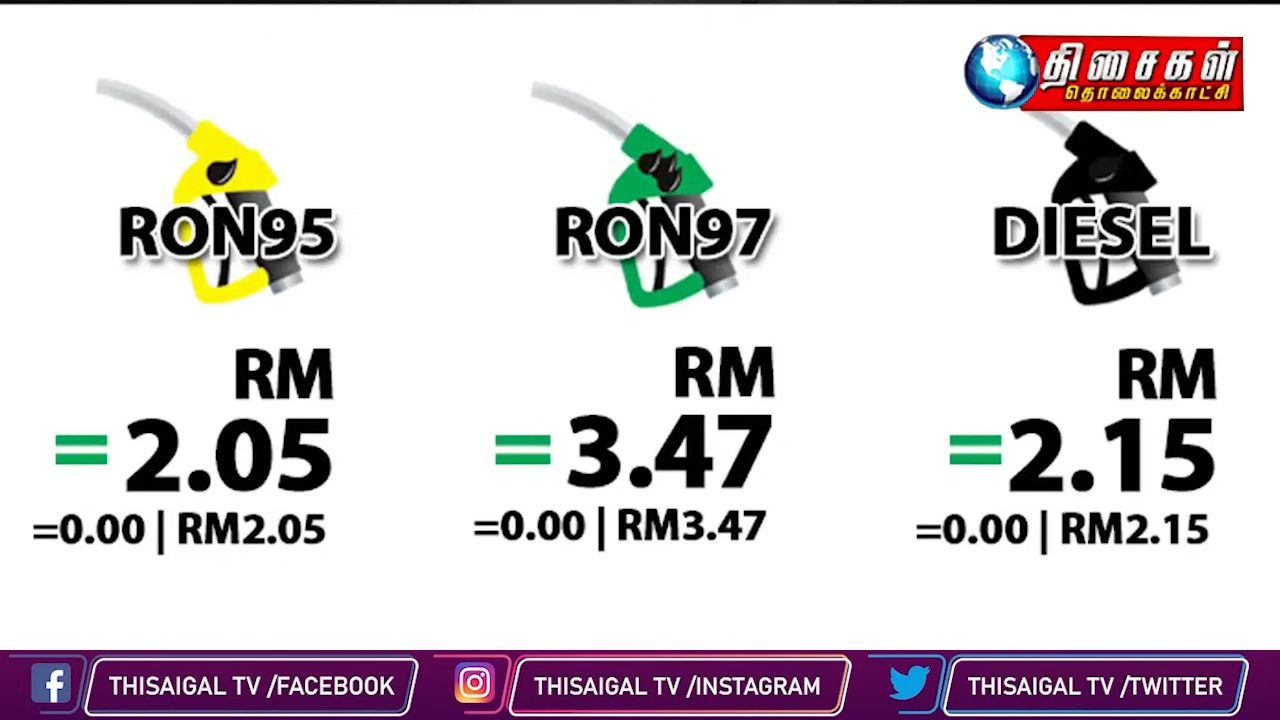 திசைகள்
தொலைக்காட்சி
RON95
RON97
DIESEL
RM
= 2.05
=0.00 | RM2.05
RM
= 3.47
=0.00 | RM3.47
RM
= 2.15
=0.00 | RM2.15
THISAIGAL TV /FACEBOOK
THISAIGAL TV /INSTAGRAM
THISAIGAL TV /TWITTER